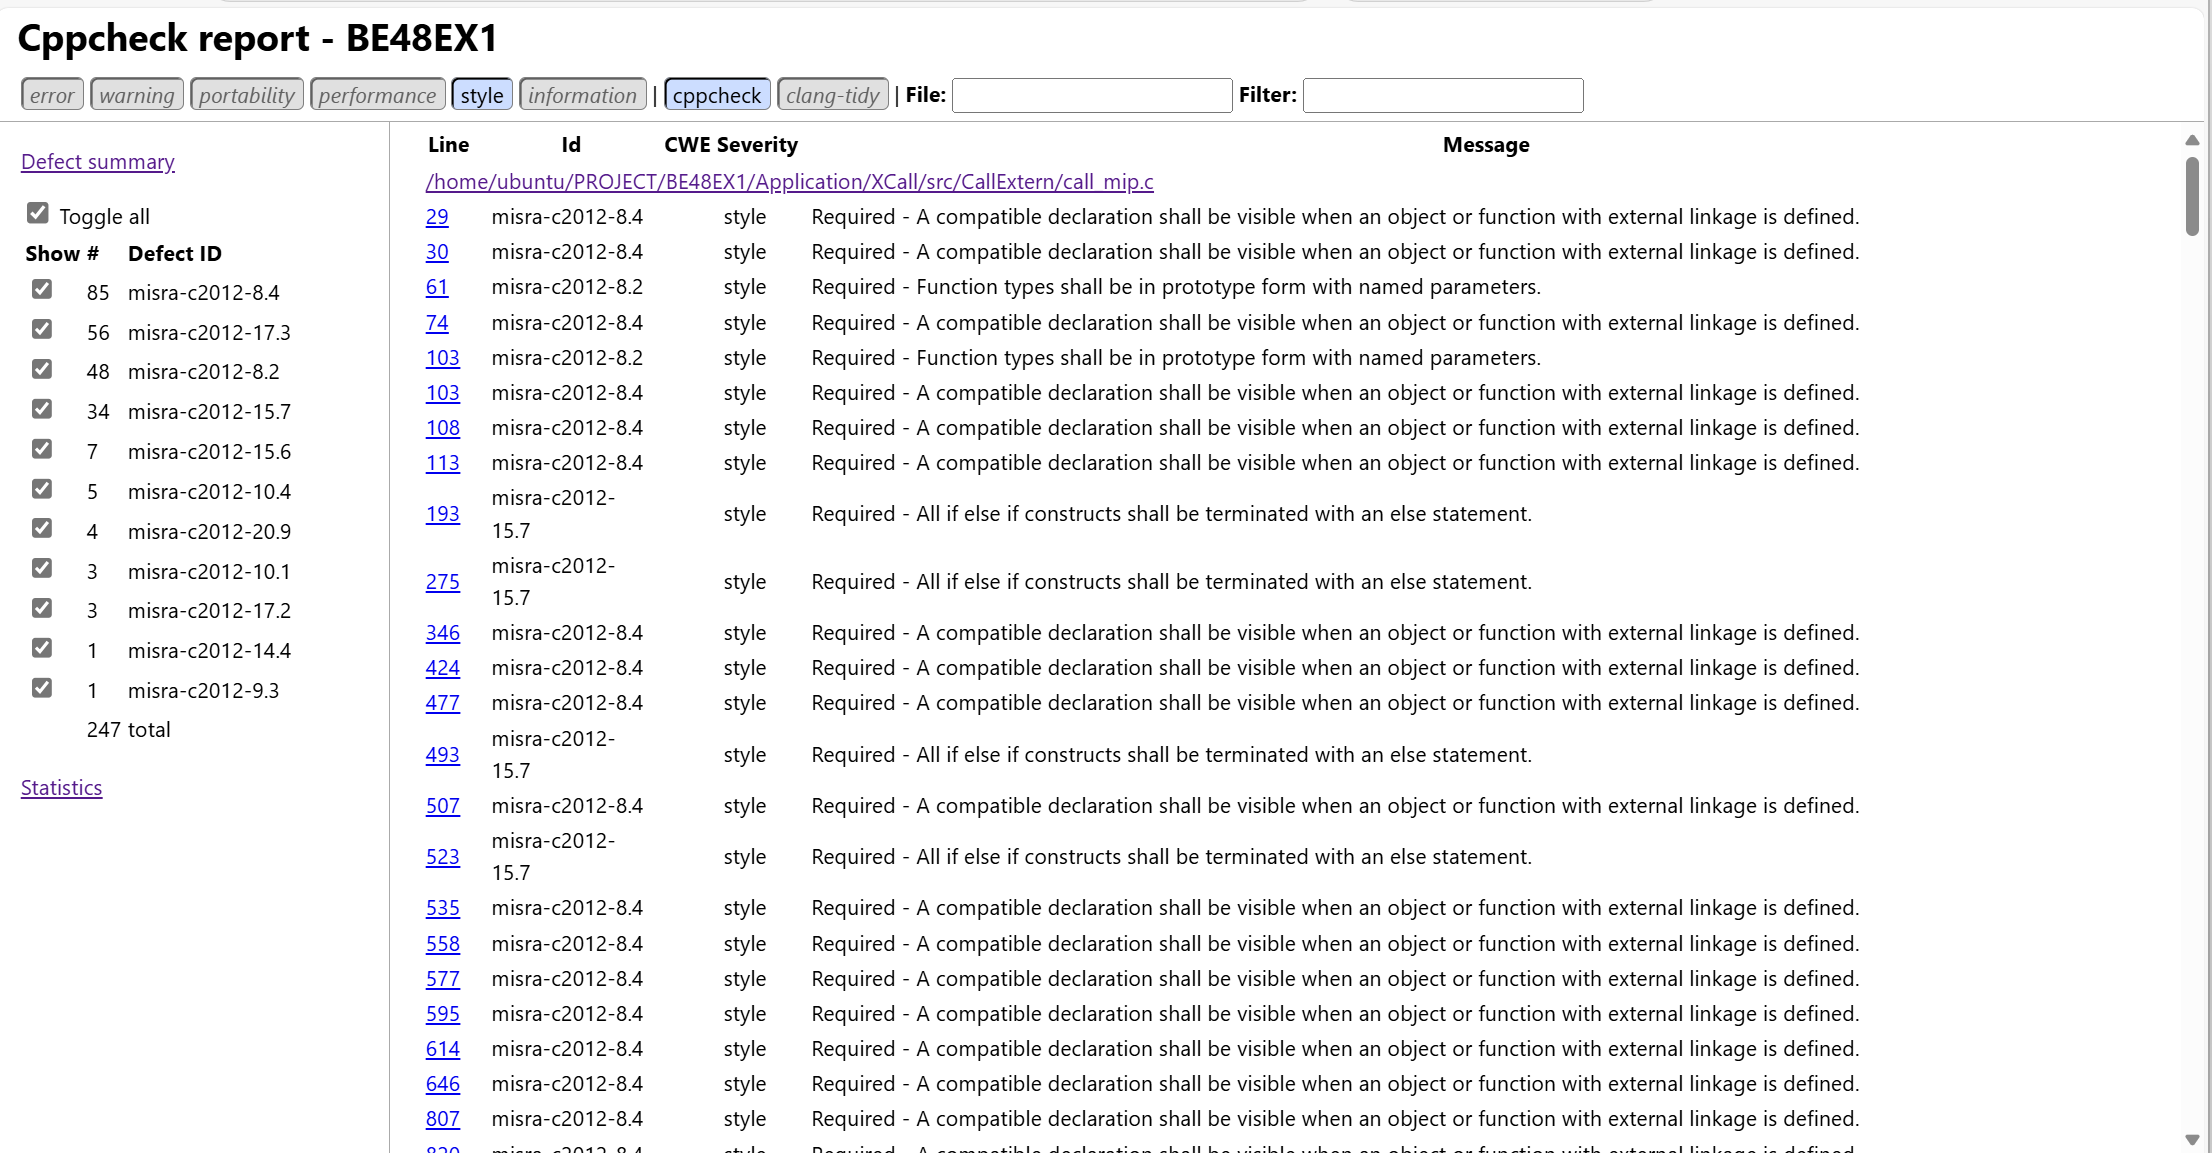 Cppcheck report - BE48EX1
error warning portability performance style information | cppcheck clang-tidy | File: Filter:
Defect summary
Toggle all
Show # Defect ID
85 misra-c2012-8.4
56 misra-c2012-17.3
48 misra-c2012-8.2
34 misra-c2012-15.7
7 misra-c2012-15.6
5 misra-c2012-10.4
4 misra-c2012-20.9
3 misra-c2012-10.1
3 misra-c2012-17.2
1 misra-c2012-14.4
1 misra-c2012-9.3
247 total
Statistics
Line Id CWE Severity Message
/home/ubuntu/PROJECT/BE48EX1/Application/XCall/src/CallExtern/call_mip.c
29 misra-c2012-8.4 style Required - A compatible declaration shall be visible when an object or function with external linkage is defined.
30 misra-c2012-8.4 style Required - A compatible declaration shall be visible when an object or function with external linkage is defined.
61 misra-c2012-8.2 style Required - Function types shall be in prototype form with named parameters.
74 misra-c2012-8.4 style Required - A compatible declaration shall be visible when an object or function with external linkage is defined.
103 misra-c2012-8.2 style Required - Function types shall be in prototype form with named parameters.
103 misra-c2012-8.4 style Required - A compatible declaration shall be visible when an object or function with external linkage is defined.
108 misra-c2012-8.4 style Required - A compatible declaration shall be visible when an object or function with external linkage is defined.
113 misra-c2012-8.4 style Required - A compatible declaration shall be visible when an object or function with external linkage is defined.
193 misra-c2012-
15.7 style Required - All if else if constructs shall be terminated with an else statement.
275 misra-c2012-
15.7 style Required - All if else if constructs shall be terminated with an else statement.
346 misra-c2012-8.4 style Required - A compatible declaration shall be visible when an object or function with external linkage is defined.
424 misra-c2012-8.4 style Required - A compatible declaration shall be visible when an object or function with external linkage is defined.
477 misra-c2012-8.4 style Required - A compatible declaration shall be visible when an object or function with external linkage is defined.
493 misra-c2012-
15.7 style Required - All if else if constructs shall be terminated with an else statement.
507 misra-c2012-8.4 style Required - A compatible declaration shall be visible when an object or function with external linkage is defined.
523 misra-c2012-
15.7 style Required - All if else if constructs shall be terminated with an else statement.
535 misra-c2012-8.4 style Required - A compatible declaration shall be visible when an object or function with external linkage is defined.
558 misra-c2012-8.4 style Required - A compatible declaration shall be visible when an object or function with external linkage is defined.
577 misra-c2012-8.4 style Required - A compatible declaration shall be visible when an object or function with external linkage is defined.
595 misra-c2012-8.4 style Required - A compatible declaration shall be visible when an object or function with external linkage is defined.
614 misra-c2012-8.4 style Required - A compatible declaration shall be visible when an object or function with external linkage is defined.
646 misra-c2012-8.4 style Required - A compatible declaration shall be visible when an object or function with external linkage is defined.
807 misra-c2012-8.4 style Required - A compatible declaration shall be visible when an object or function with external linkage is defined.